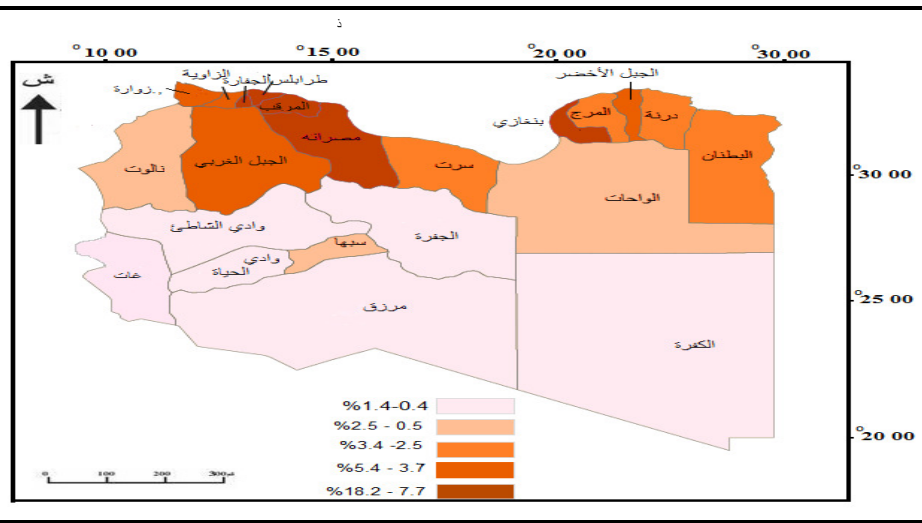 ذ
°10 00
°15 00
°20 00
°30.00
ش
زوارة
الزاوية
الجفارة
طرابلس
المرقب
مصراته
الجبل الغربي
نالوت
سرت
بنغازي
المرج
الجبل الأخضر
درنة
البطنان
الواحات
°30 00
وادي الشاطئ
الجفرة
سبها
وادي
الحياة
غات
مرزق
الكفرة
°25 00
°20 00
%1.4-0.4
%2.5 - 0.5
%3.4 -2.5
%5.4 - 3.7
%18.2 - 7.7
0 100 200 300